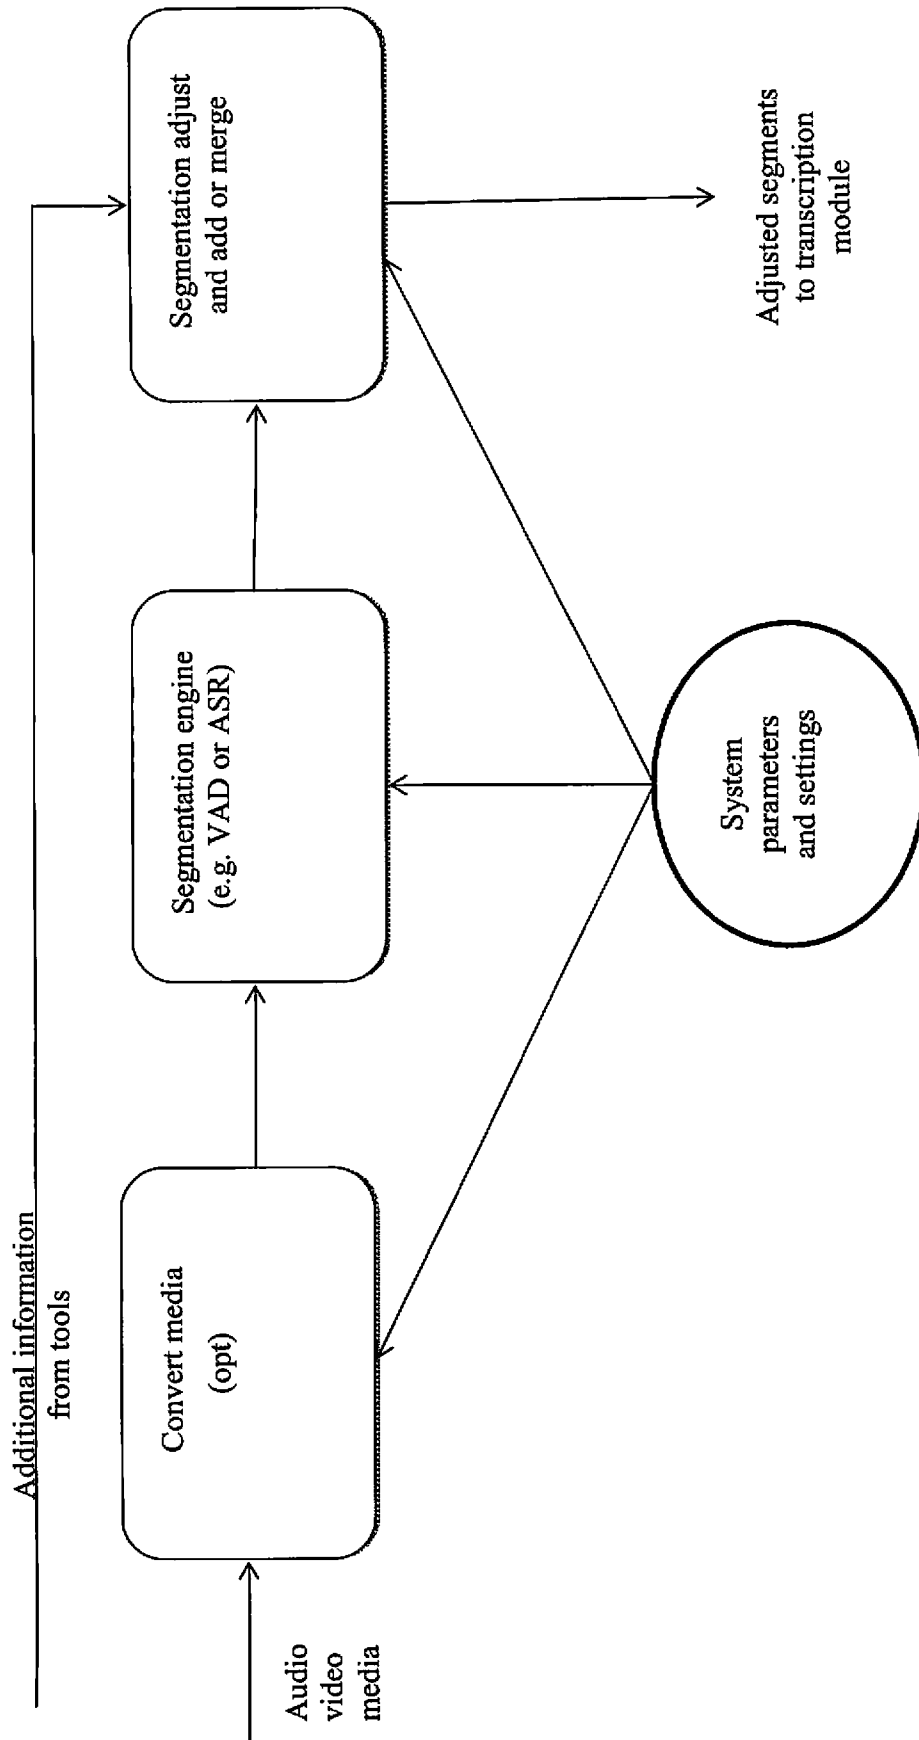 Additional information
from tools
Audio
video
media
Convert media
(opt)
Segmentation engine
(e.g. VAD or ASR)
Segmentation adjust
and add or merge
System
parameters
and settings
Adjusted segments
to transcription
module